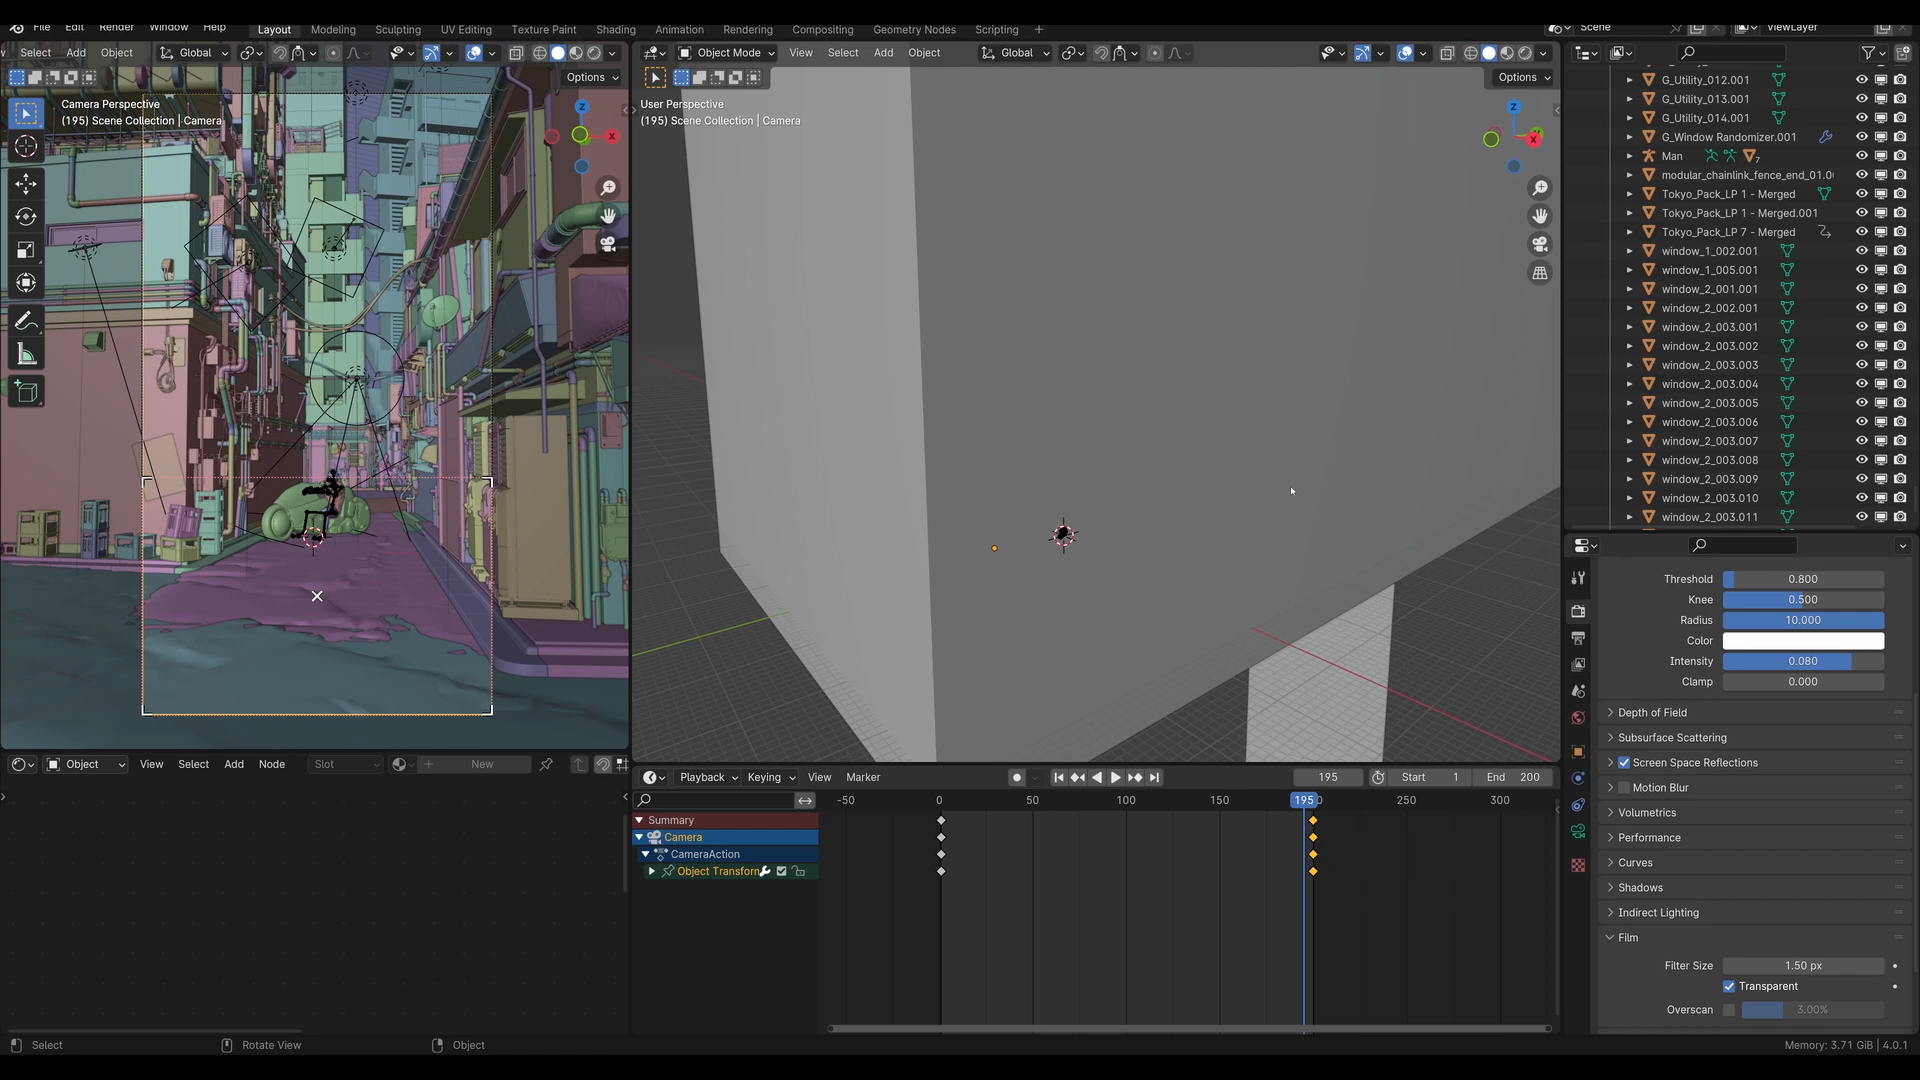 File Edit Render Window Help Layout Modeling Sculpting UV Editing Texture Paint Shading Animation Rendering Compositing Geometry Nodes Scripting + Scene ViewLayer
Select Add Object Global
Object Mode View Select Add Object Global
Options
Options
Camera Perspective
(195) Scene Collection | Camera
Z
X
User Perspective
(195) Scene Collection | Camera
Z
X
G_Utility_012.001
G_Utility_013.001
G_Utility_014.001
G_Window Randomizer.001
Man 7
modular_chainlink_fence_end_01.0
Tokyo_Pack_LP 1 - Merged
Tokyo_Pack_LP 1 - Merged.001
Tokyo_Pack_LP 7 - Merged
window_1_002.001
window_1_005.001
window_2_001.001
window_2_002.001
window_2_003.001
window_2_003.002
window_2_003.003
window_2_003.004
window_2_003.005
window_2_003.006
window_2_003.007
window_2_003.008
window_2_003.009
window_2_003.010
window_2_003.011
Threshold 0.800
Knee 0.500
Radius 10.000
Color
Intensity 0.080
Clamp 0.000
Depth of Field
Subsurface Scattering
Screen Space Reflections
Motion Blur
Volumetrics
Performance
Curves
Shadows
Indirect Lighting
Film
Filter Size 1.50 px
Transparent
Overscan 3.00%
Object View Select Add Node Slot + New
Playback Keying View Marker 195 Start 1 End 200
-50 0 50 100 150 195 250 300
Summary
Camera
CameraAction
Object Transform
Select Rotate View Object Memory: 3.71 GiB | 4.0.1